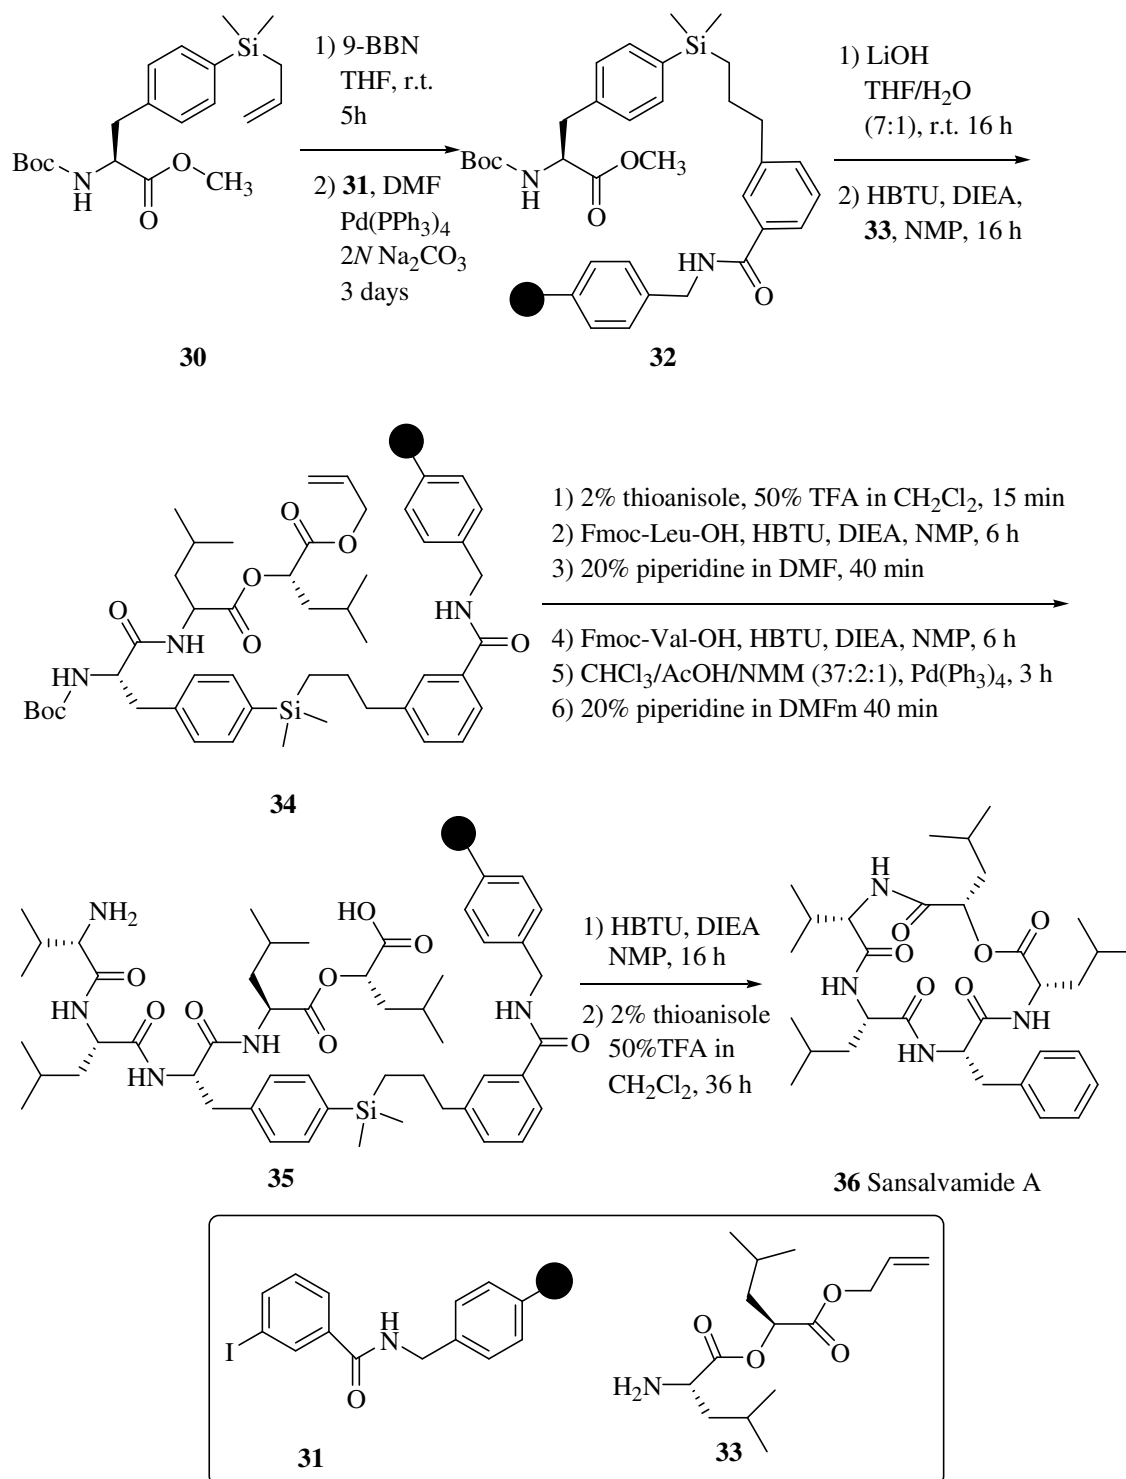 Si
1) 9-BBN
THF, r.t.
5h
2) 31, DMF
Pd(PPh3)4
2N Na2CO3
3 days
Boc
N
H
O
OCH3
30
Si
Boc
N
H
OCH3
O
HN
O
32
1) LiOH
THF/H2O
(7:1), r.t. 16 h
2) HBTU, DIEA,
33, NMP, 16 h
O
O
O
O
O
NH
NH
Boc
Si
HN
O
34
1) 2% thioanisole, 50% TFA in CH2Cl2, 15 min
2) Fmoc-Leu-OH, HBTU, DIEA, NMP, 6 h
3) 20% piperidine in DMF, 40 min
4) Fmoc-Val-OH, HBTU, DIEA, NMP, 6 h
5) CHCl3/AcOH/NMM (37:2:1), Pd(Ph3)4, 3 h
6) 20% piperidine in DMFm 40 min
NH2
O
HN
O
HN
O
NH
O
O
HO
O
Si
HN
O
35
1) HBTU, DIEA
NMP, 16 h
2) 2% thioanisole
50%TFA in
CH2Cl2, 36 h
H
N
O
O
O
O
HN
O
NH
O
NH
36 Sansalvamide A
I
O
H
N
31
O
O
O
O
H2N
33